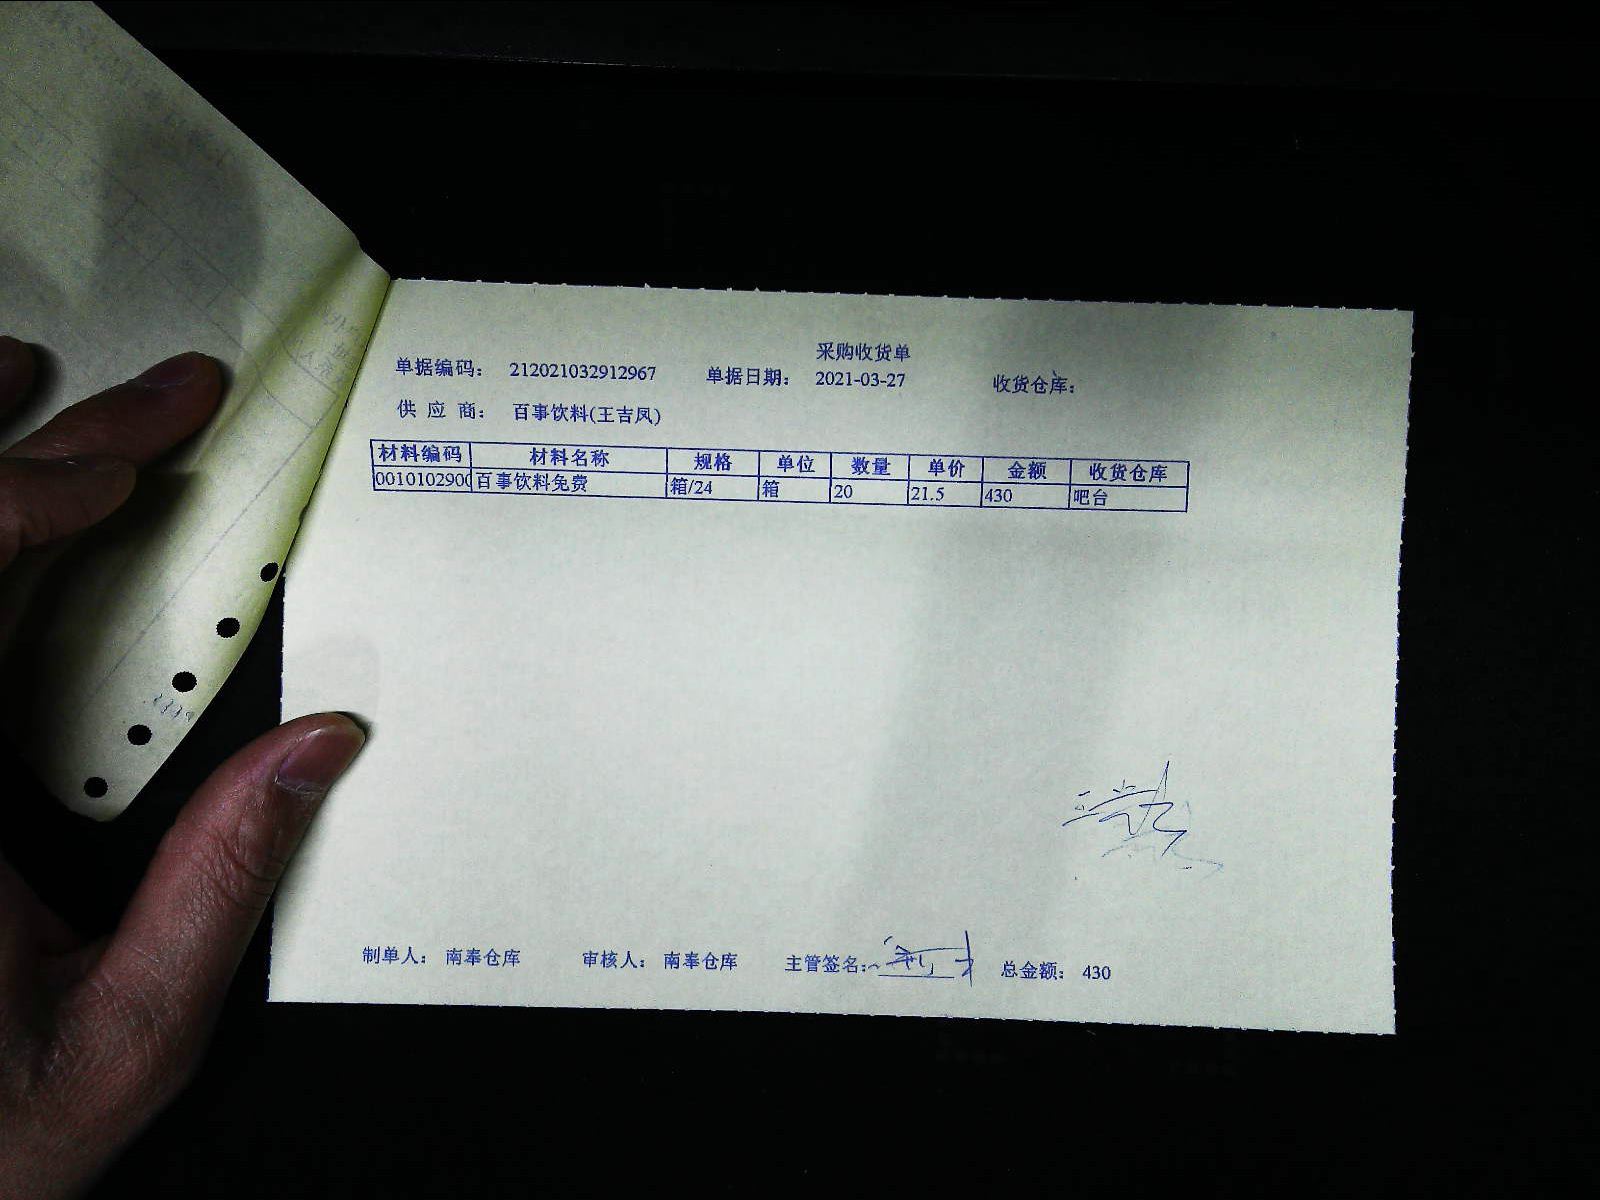 采购收货单
单据编码: 212021032912967 单据日期: 2021-03-27 收货仓库:
供应商: 百事饮料(王吉凤)
材料编码 材料名称 规格 单位 数量 单价 金额 收货仓库
0010102900 百事饮料免费 箱/24 箱 20 21.5 430 吧台
制单人: 南奉仓库 审核人: 南奉仓库 主管签名: 总金额: 430